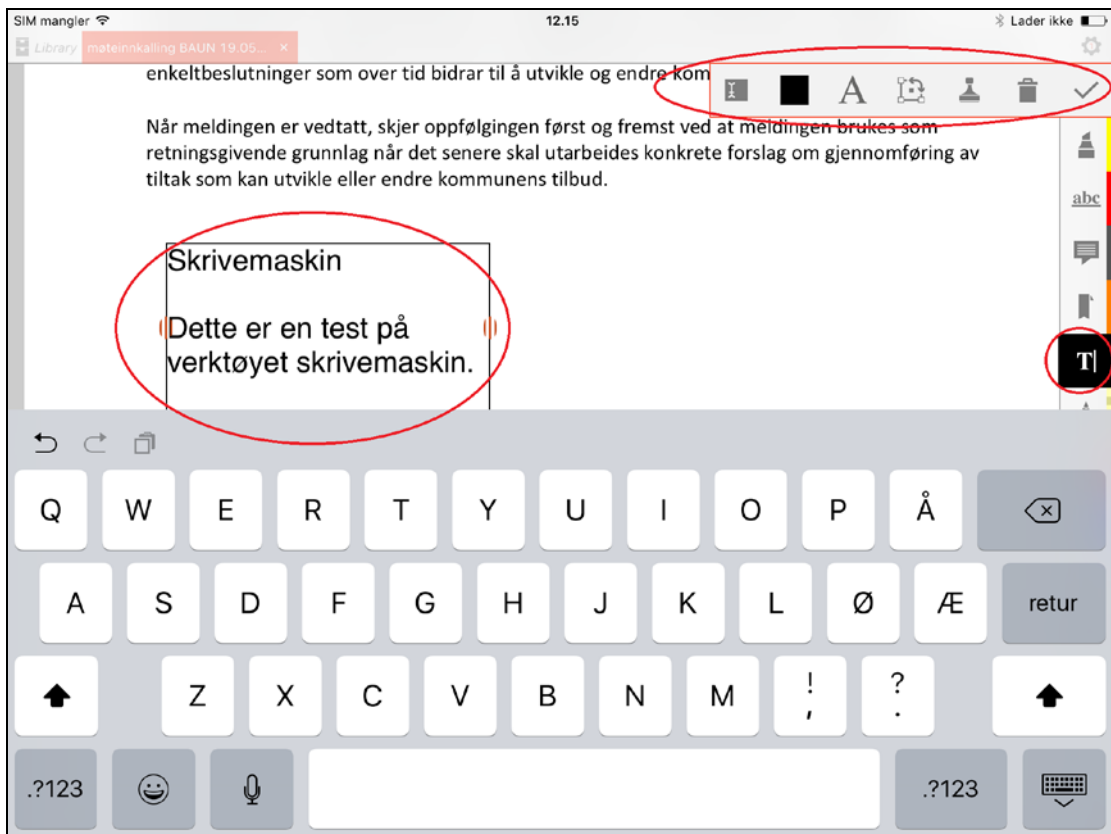 SIM mangler 12.15 Lader ikke
Library mateinnkalling BAUN 19.05... ×
enkeltbeslutninger som over tid bidrar til å utvikle og endre kom
A
Når meldingen er vedtatt, skjer oppfølgingen først og fremst ved at meldingen brukes som
retningsgivende grunnlag når det senere skal utarbeides konkrete forslag om gjennomføring av
tiltak som kan utvikle eller endre kommunens tilbud.
abc
Skrivemaskin
Dette er en test på
verktøyet skrivemaskin.
T
Q W E R T Y U I O P Å
A S D F G H J K L Ø Æ retur
Z X C V B N M ! , ? .
.?123 .?123